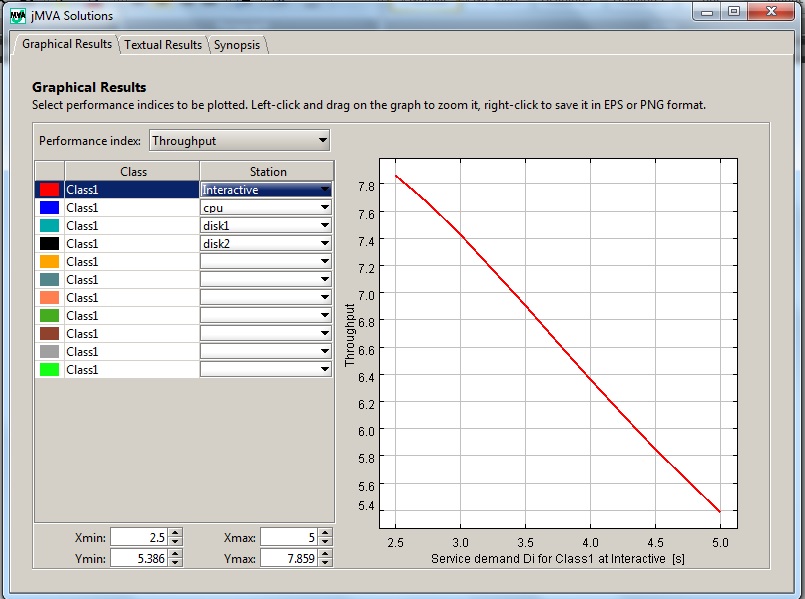 MVA jMVA Solutions
Graphical Results Textual Results Synopsis
Graphical Results
Select performance indices to be plotted. Left-click and drag on the graph to zoom it, right-click to save it in EPS or PNG format.
Performance index: Throughput
Class Station
Class1 Interactive
Class1 cpu
Class1 disk1
Class1 disk2
Class1
Class1
Class1
Class1
Class1
Class1
Class1
Xmin: 2.5 Xmax: 5
Ymin: 5.386 Ymax: 7.859
Throughput
7.8
7.6
7.4
7.2
7.0
6.8
6.6
6.4
6.2
6.0
5.8
5.6
5.4
2.5 3.0 3.5 4.0 4.5 5.0
Service demand Di for Class1 at Interactive [s]